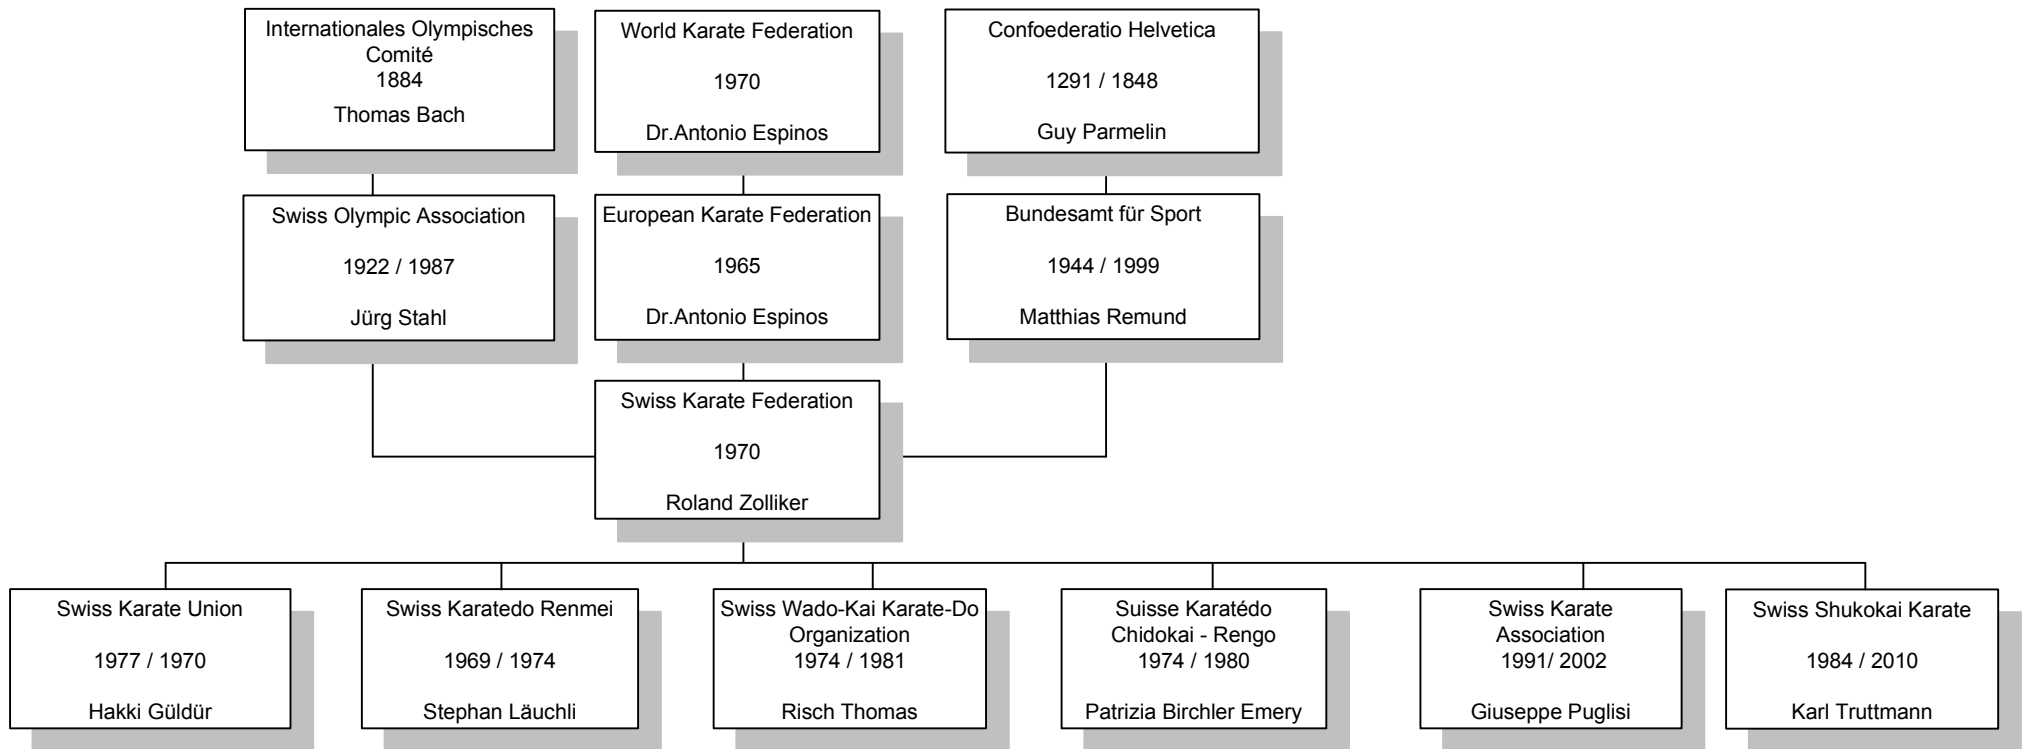 Internationales Olympisches
Comité
1884
Thomas Bach
World Karate Federation
1970
Dr.Antonio Espinos
Confoederatio Helvetica
1291 / 1848
Guy Parmelin
Swiss Olympic Association
1922 / 1987
Jürg Stahl
European Karate Federation
1965
Dr.Antonio Espinos
Bundesamt für Sport
1944 / 1999
Matthias Remund
Swiss Karate Federation
1970
Roland Zolliker
Swiss Karate Union
1977 / 1970
Hakki Güldür
Swiss Karatedo Renmei
1969 / 1974
Stephan Läuchli
Swiss Wado-Kai Karate-Do
Organization
1974 / 1981
Risch Thomas
Suisse Karatédo
Chidokai - Rengo
1974 / 1980
Patrizia Birchler Emery
Swiss Karate
Association
1991/ 2002
Giuseppe Puglisi
Swiss Shukokai Karate
1984 / 2010
Karl Truttmann